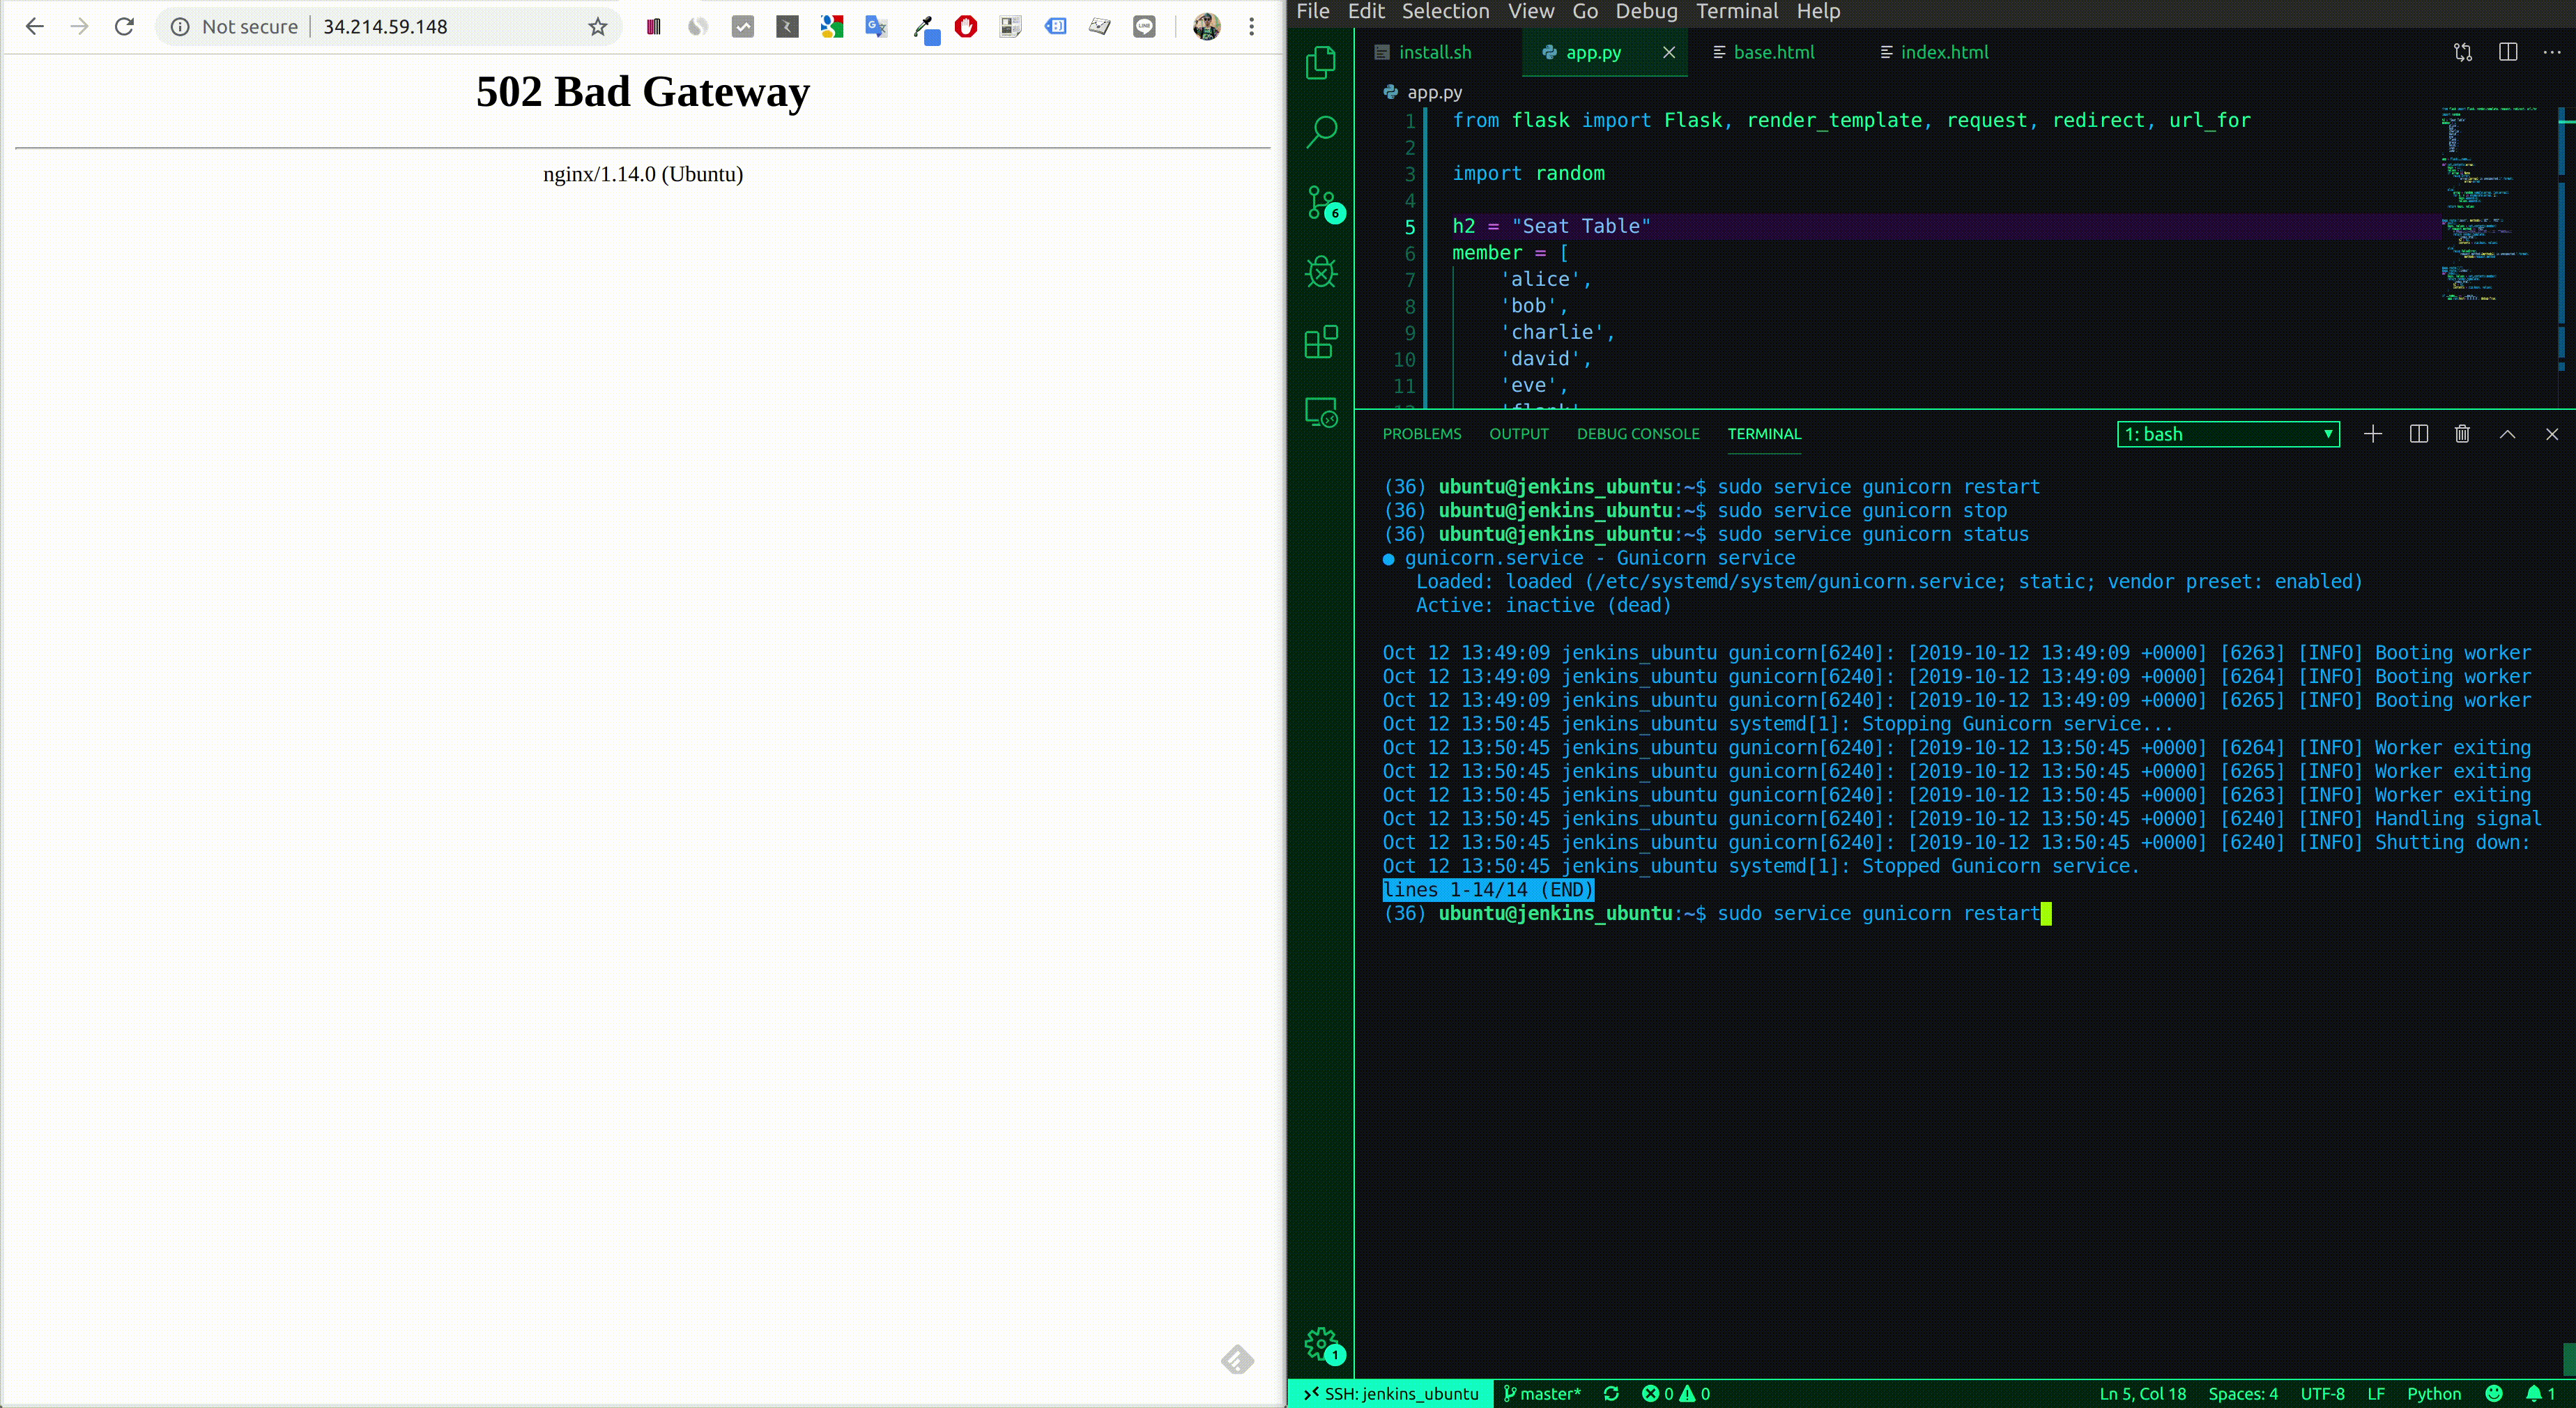 Not secure 34.214.59.148
502 Bad Gateway
nginx/1.14.0 (Ubuntu)
File Edit Selection View Go Debug Terminal Help
install.sh app.py base.html index.html
app.py
1 from flask import Flask, render_template, request, redirect, url_for
2
3 import random
4
5 h2 = "Seat Table"
6 member = [
7 'alice',
8 'bob',
9 'charlie',
10 'david',
11 'eve',
6
PROBLEMS OUTPUT DEBUG CONSOLE TERMINAL 1: bash
(36) ubuntu@jenkins_ubuntu:~$ sudo service gunicorn restart
(36) ubuntu@jenkins_ubuntu:~$ sudo service gunicorn stop
(36) ubuntu@jenkins_ubuntu:~$ sudo service gunicorn status
● gunicorn.service - Gunicorn service
Loaded: loaded (/etc/systemd/system/gunicorn.service; static; vendor preset: enabled)
Active: inactive (dead)
Oct 12 13:49:09 jenkins_ubuntu gunicorn[6240]: [2019-10-12 13:49:09 +0000] [6263] [INFO] Booting worker
Oct 12 13:49:09 jenkins_ubuntu gunicorn[6240]: [2019-10-12 13:49:09 +0000] [6264] [INFO] Booting worker
Oct 12 13:49:09 jenkins_ubuntu gunicorn[6240]: [2019-10-12 13:49:09 +0000] [6265] [INFO] Booting worker
Oct 12 13:50:45 jenkins_ubuntu systemd[1]: Stopping Gunicorn service...
Oct 12 13:50:45 jenkins_ubuntu gunicorn[6240]: [2019-10-12 13:50:45 +0000] [6264] [INFO] Worker exiting
Oct 12 13:50:45 jenkins_ubuntu gunicorn[6240]: [2019-10-12 13:50:45 +0000] [6265] [INFO] Worker exiting
Oct 12 13:50:45 jenkins_ubuntu gunicorn[6240]: [2019-10-12 13:50:45 +0000] [6263] [INFO] Worker exiting
Oct 12 13:50:45 jenkins_ubuntu gunicorn[6240]: [2019-10-12 13:50:45 +0000] [6240] [INFO] Handling signal
Oct 12 13:50:45 jenkins_ubuntu gunicorn[6240]: [2019-10-12 13:50:45 +0000] [6240] [INFO] Shutting down:
Oct 12 13:50:45 jenkins_ubuntu systemd[1]: Stopped Gunicorn service.
lines 1-14/14 (END)
(36) ubuntu@jenkins_ubuntu:~$ sudo service gunicorn restart
1
SSH: jenkins_ubuntu master* 0 0 Ln 5, Col 18 Spaces: 4 UTF-8 LF Python 1